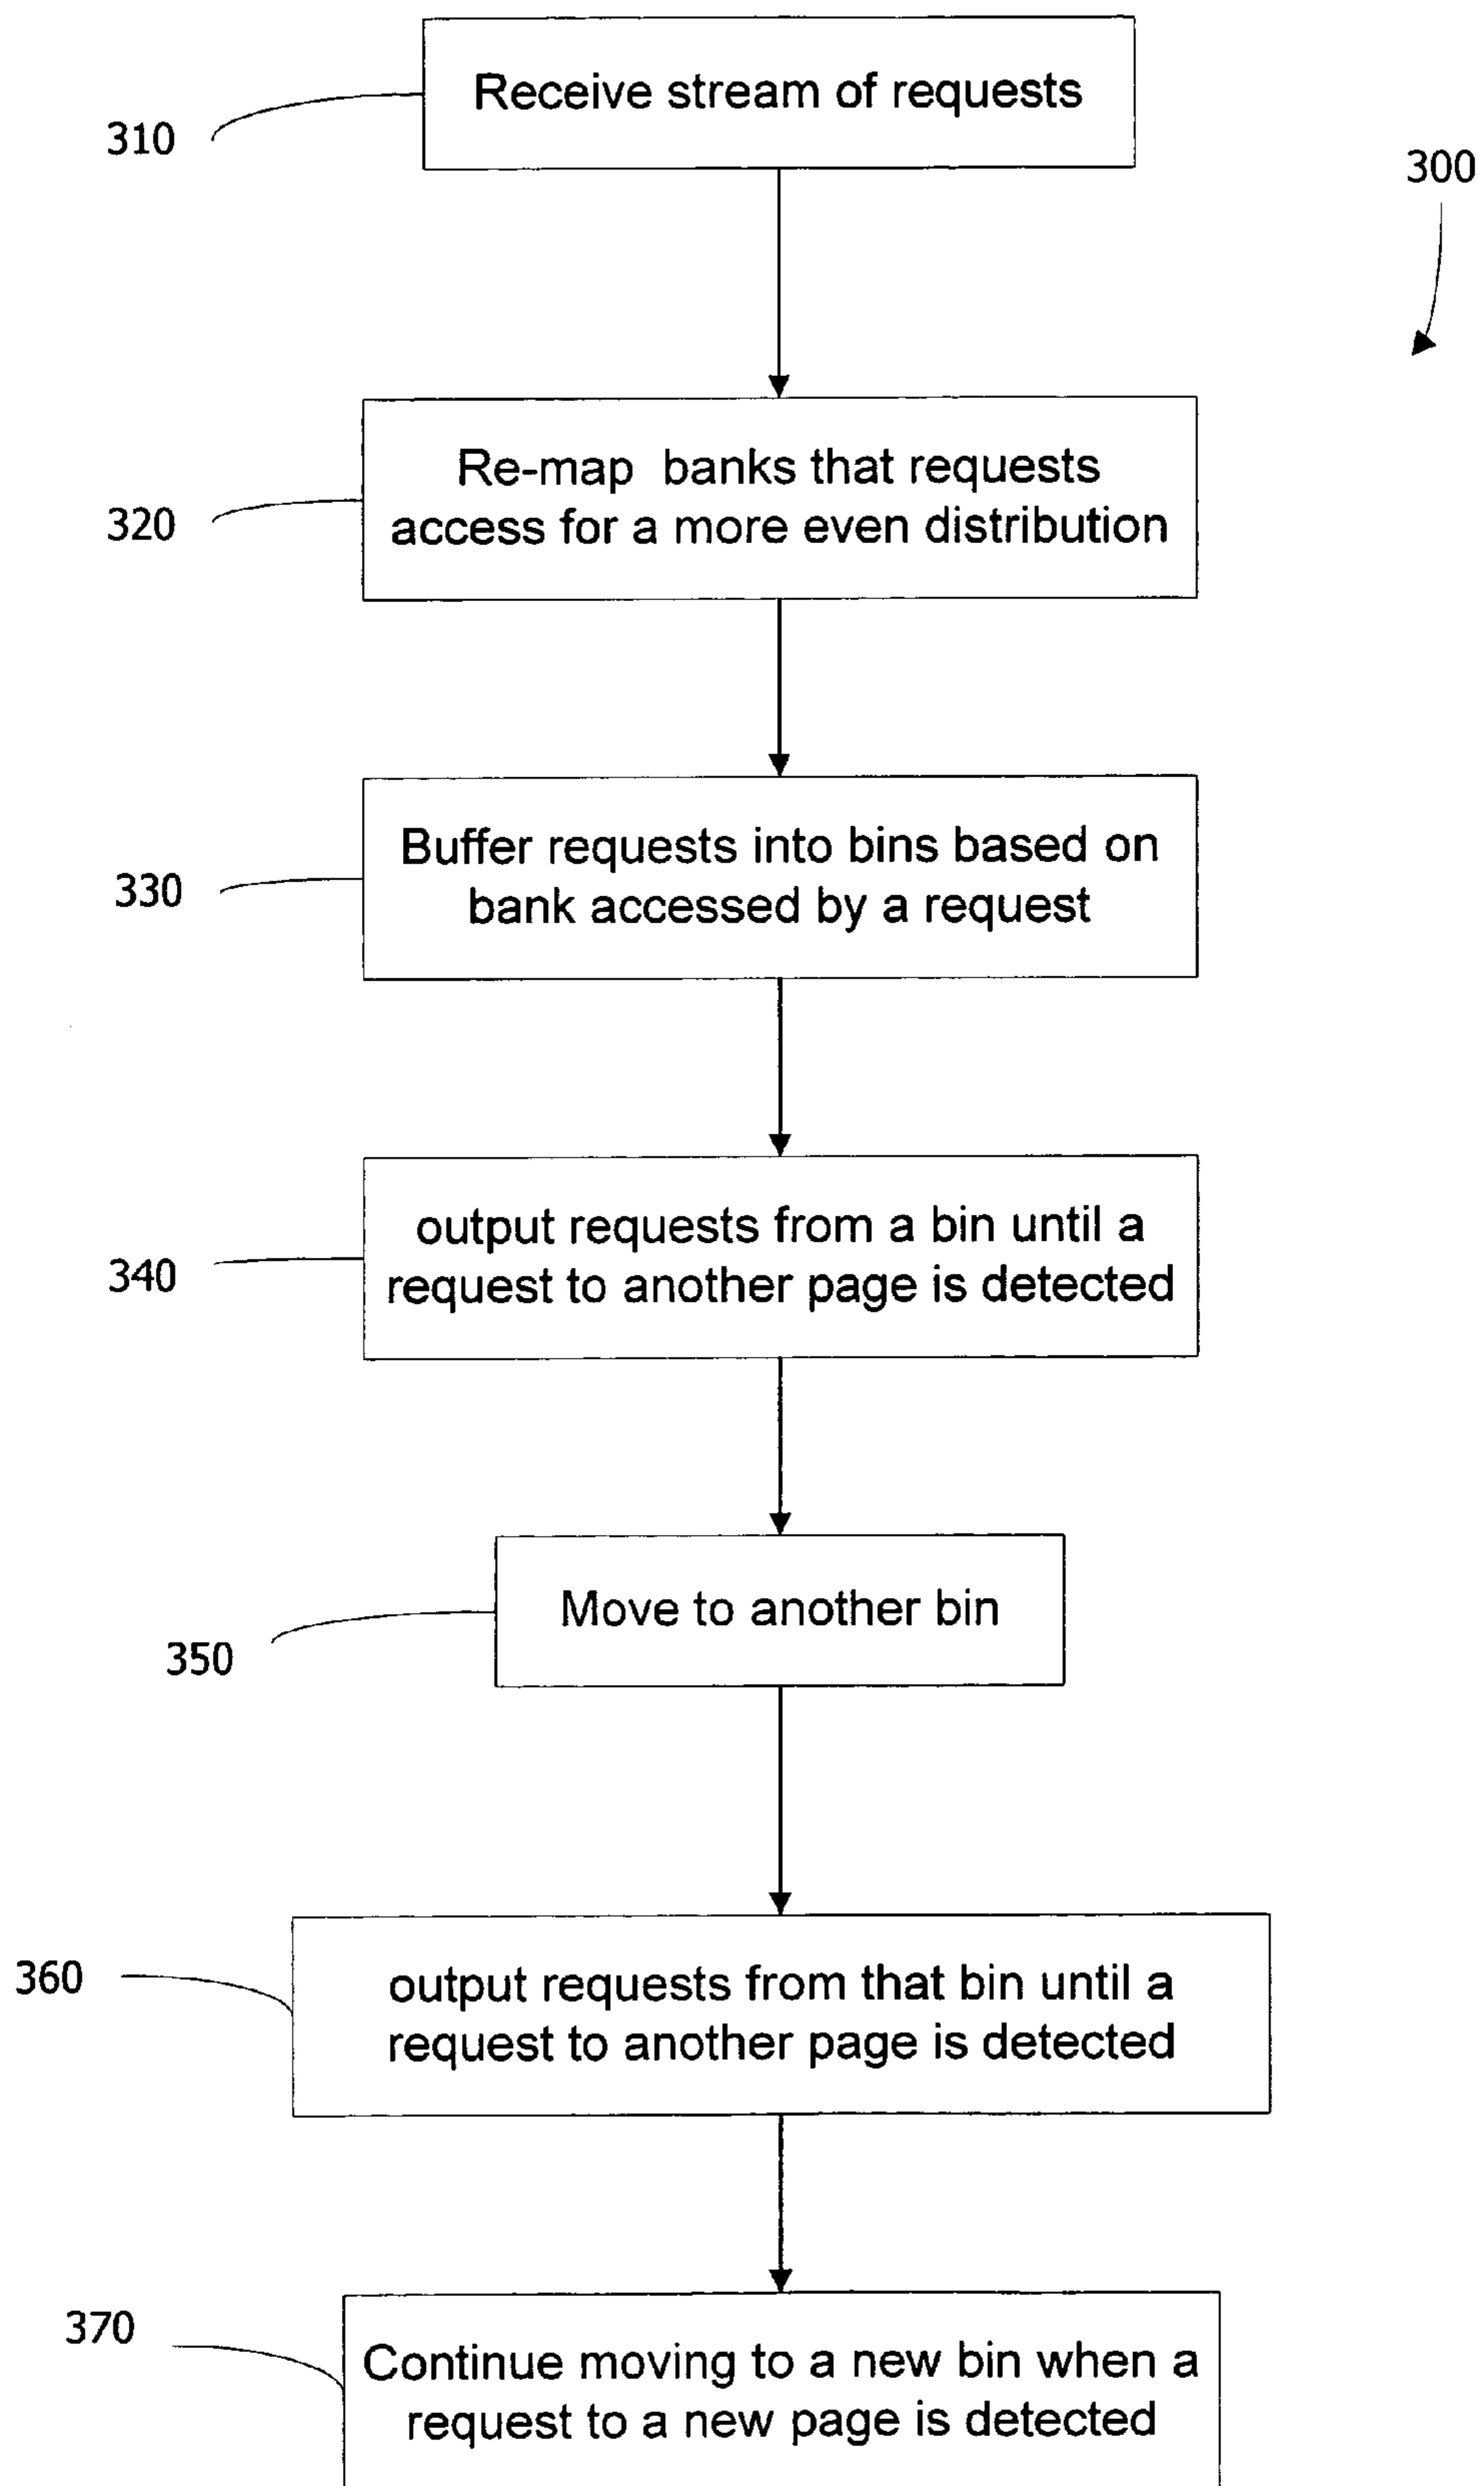 Receive stream of requests
310
300
Re-map banks that requests
access for a more even distribution
320
Buffer requests into bins based on
bank accessed by a request
330
output requests from a bin until a
request to another page is detected
340
Move to another bin
350
360
output requests from that bin until a
request to another page is detected
370
Continue moving to a new bin when a
request to a new page is detected